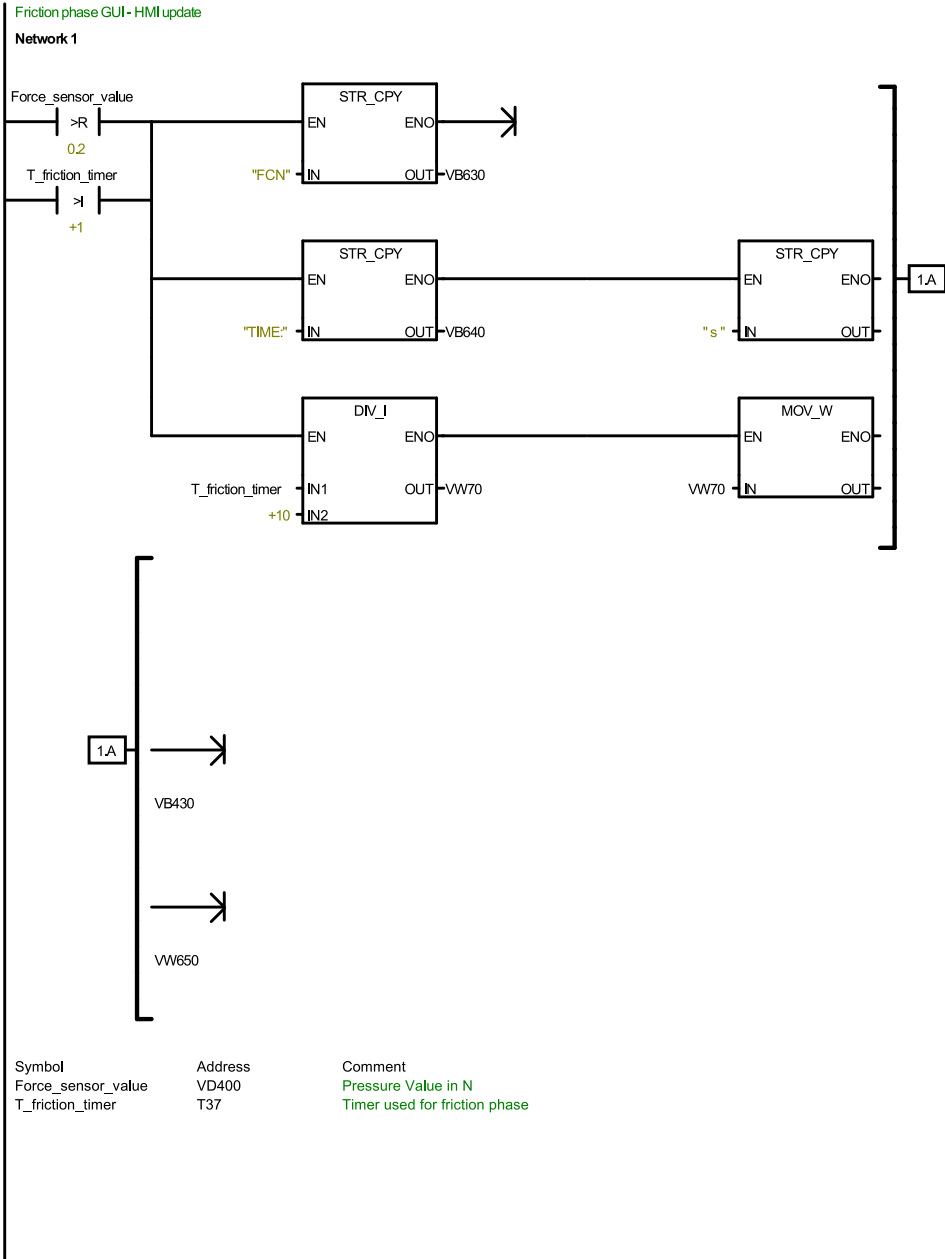 Friction phase GUI - HMI update
Network 1
Force_sensor_value
>R
0.2
T_friction_timer
>I
+1
STR_CPY
EN ENO
"FCN" IN OUT VB630
STR_CPY
EN ENO
"TIME:" IN OUT VB640
STR_CPY
EN ENO
" s " IN OUT
1.A
DIV_I
EN ENO
T_friction_timer IN1 OUT VW70
+10 IN2
MOV_W
EN ENO
VW70 IN OUT
1.A
VB430
VW650
Symbol Address Comment
Force_sensor_value VD400 Pressure Value in N
T_friction_timer T37 Timer used for friction phase